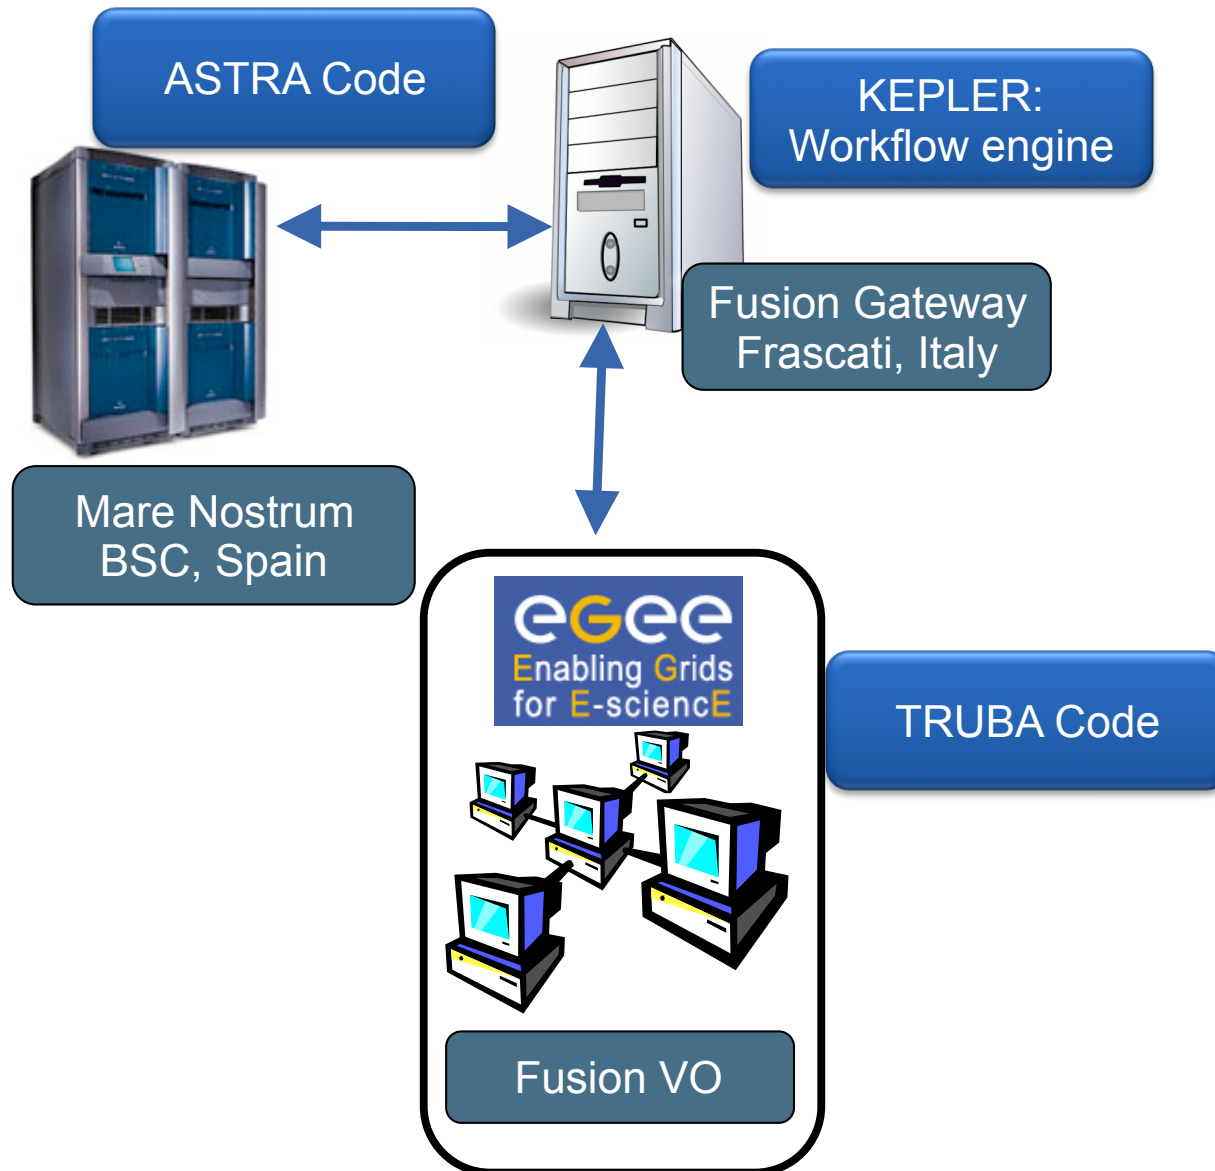 ASTRA Code
KEPLER:
Workflow engine
Fusion Gateway
Frascati, Italy
Mare Nostrum
BSC, Spain
eGee
Enabling Grids
for E-sciencE
TRUBA Code
Fusion VO